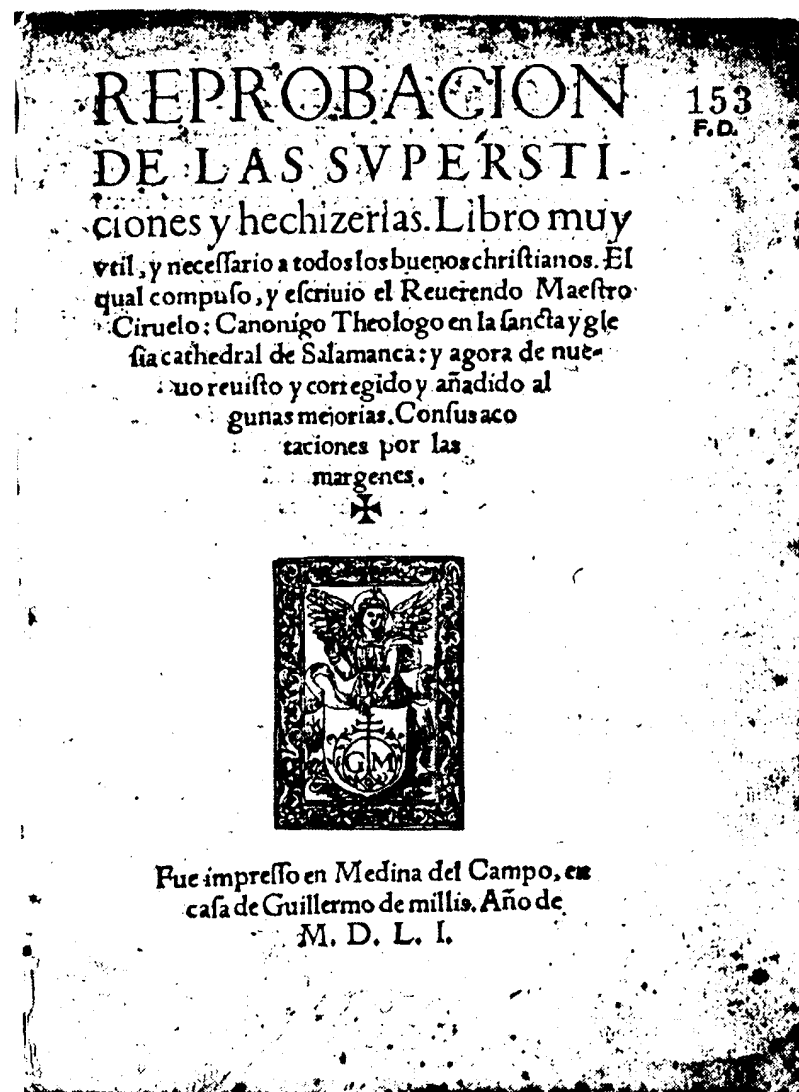 REPROBACION
153
F.D.
DE LAS SVPERSTI-
ciones y hechizerias. Libro muy
vtil, y neceſſario a todos los buenos chriſtianos. El
qual compuſo, y eſcriuio el Reuerendo Maeſtro
Ciruelo: Canonigo Theologo en la ſancta ygle
ſia cathedral de Salamanca: y agora de nue-
uo reuiſto y corregido y añadido al
gunas mejorias. Con ſus aco
taciones por las
margenes.
✠
G M
Fue impreſſo en Medina del Campo, en
caſa de Guillermo de millis. Año de
M. D. L. I.